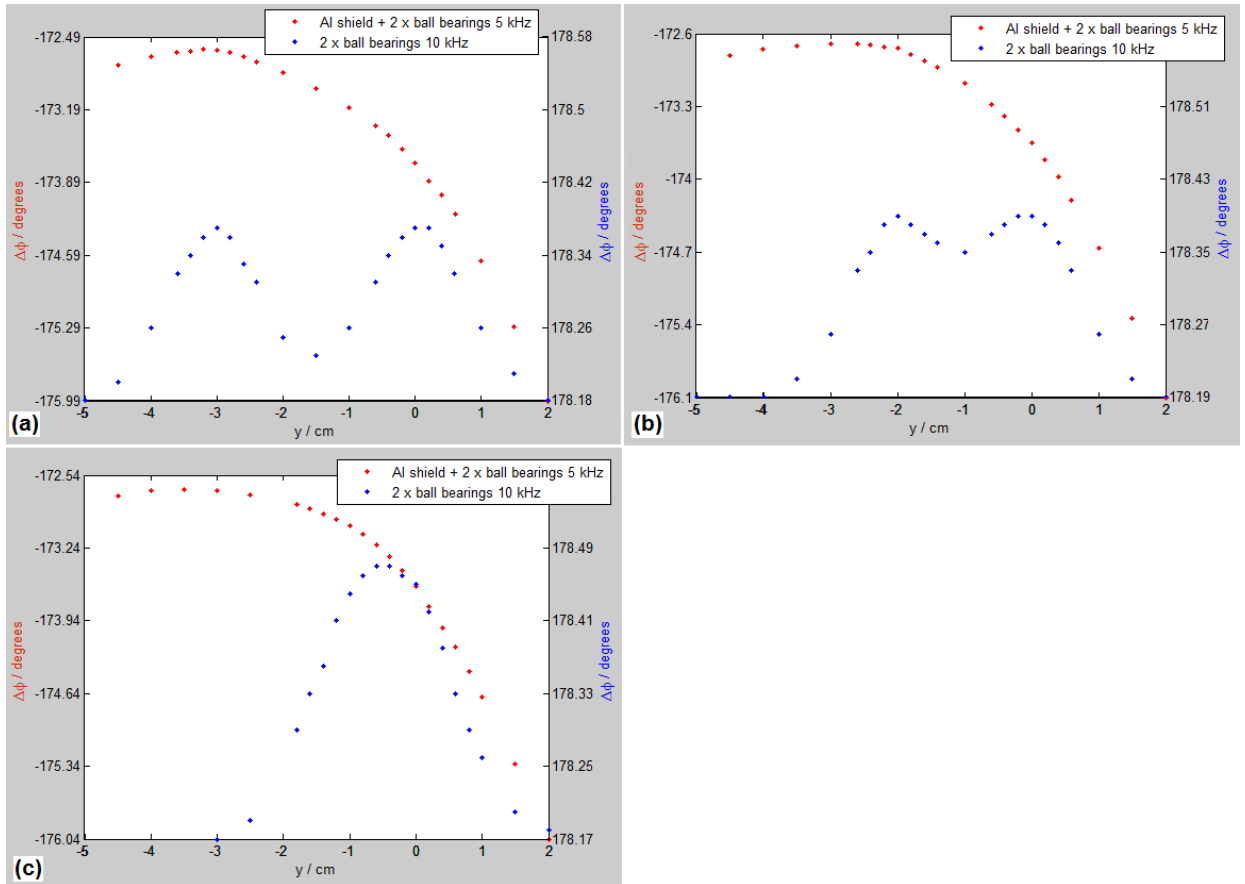 Al shield + 2 x ball bearings 5 kHz
2 x ball bearings 10 kHz
-172.49
-173.19
-173.89
-174.59
-175.29
-175.99
178.58
178.5
178.42
178.34
178.26
178.18
Δϕ / degrees
Δϕ / degrees
-5 -4 -3 -2 -1 0 1 2
y / cm
(a)
Al shield + 2 x ball bearings 5 kHz
2 x ball bearings 10 kHz
-172.6
-173.3
-174
-174.7
-175.4
-176.1
178.51
178.43
178.35
178.27
178.19
Δϕ / degrees
Δϕ / degrees
-5 -4 -3 -2 -1 0 1 2
y / cm
(b)
Al shield + 2 x ball bearings 5 kHz
2 x ball bearings 10 kHz
-172.54
-173.24
-173.94
-174.64
-175.34
-176.04
178.49
178.41
178.33
178.25
178.17
Δϕ / degrees
Δϕ / degrees
-5 -4 -3 -2 -1 0 1 2
y / cm
(c)